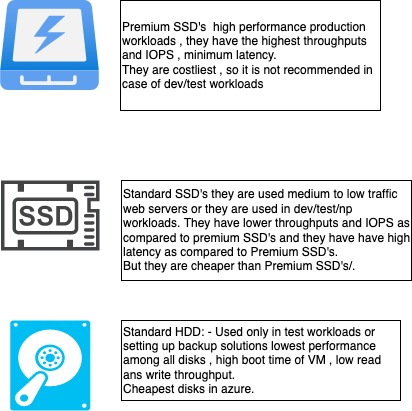 Premium SSD's  high performance production
workloads , they have the highest throughputs
and IOPS , minimum latency.
They are costliest , so it is not recommended in
case of dev/test workloads
SSD
Standard SSD's they are used medium to low traffic
web servers or they are used in dev/test/np
workloads. They have lower throughputs and IOPS as
compared to premium SSD's and they have have high
latency as compared to Premium SSD's.
But they are cheaper than Premium SSD's/.
Standard HDD: - Used only in test workloads or
setting up backup solutions lowest performance
among all disks , high boot time of VM , low read
ans write throughput.
Cheapest disks in azure.